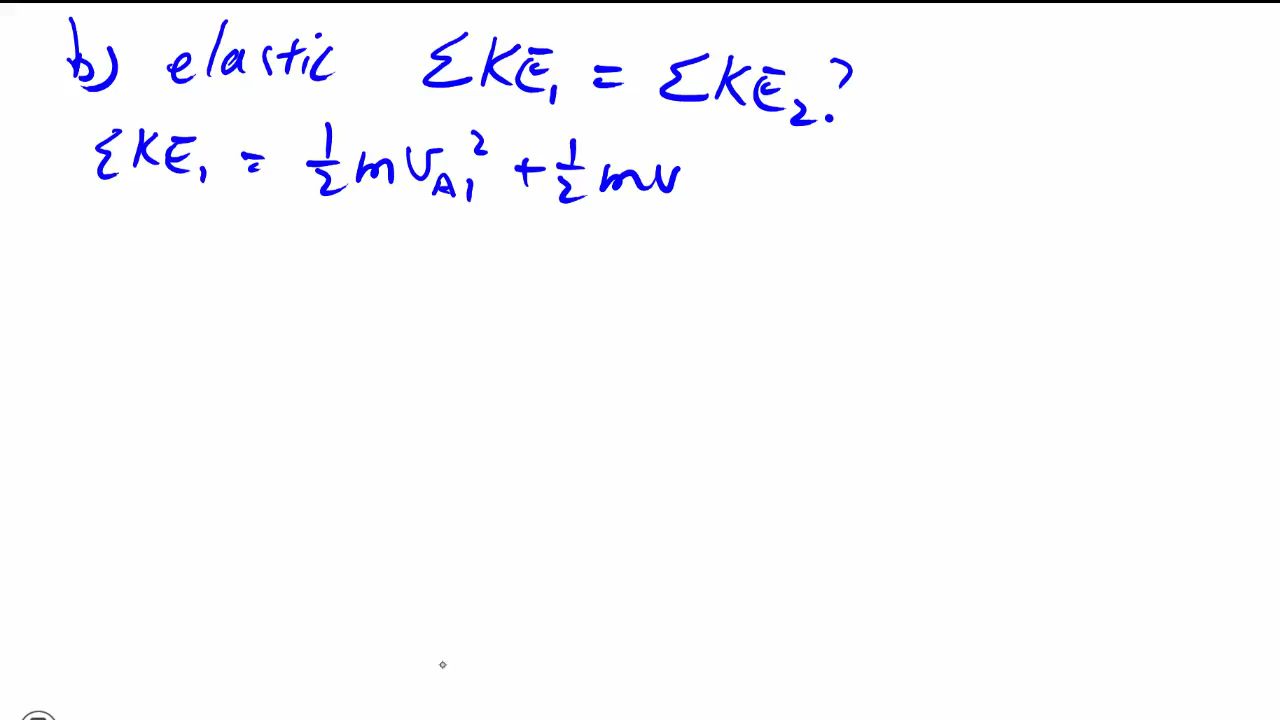 b) elastic ΣKE₁ = ΣKE₂?
ΣKE₁ = ½mv_A₁² + ½mv